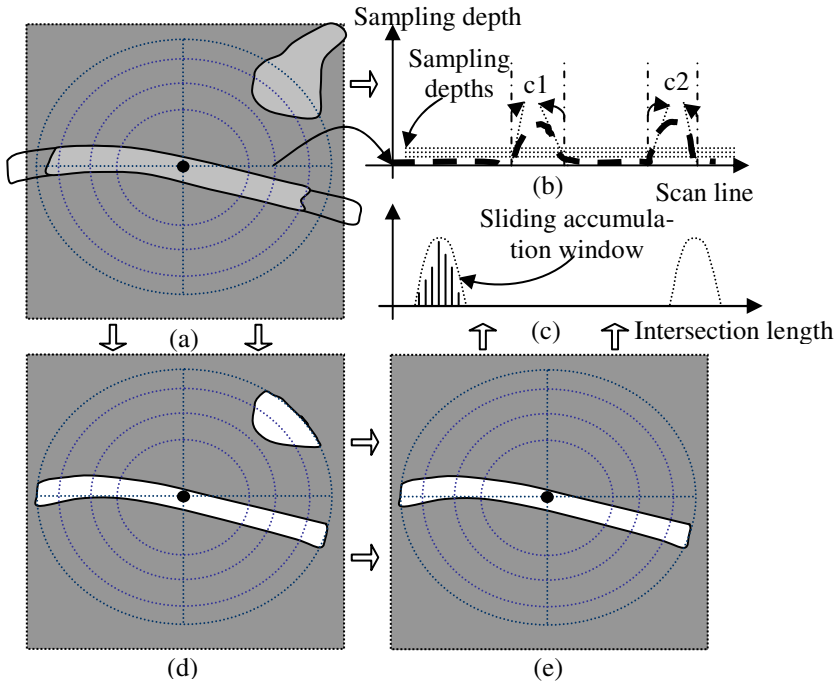 Sampling depth
Sampling
depths
c1
c2
(b)
Scan line
Sliding accumula-
tion window
(a)
(c)
Intersection length
(d)
(e)